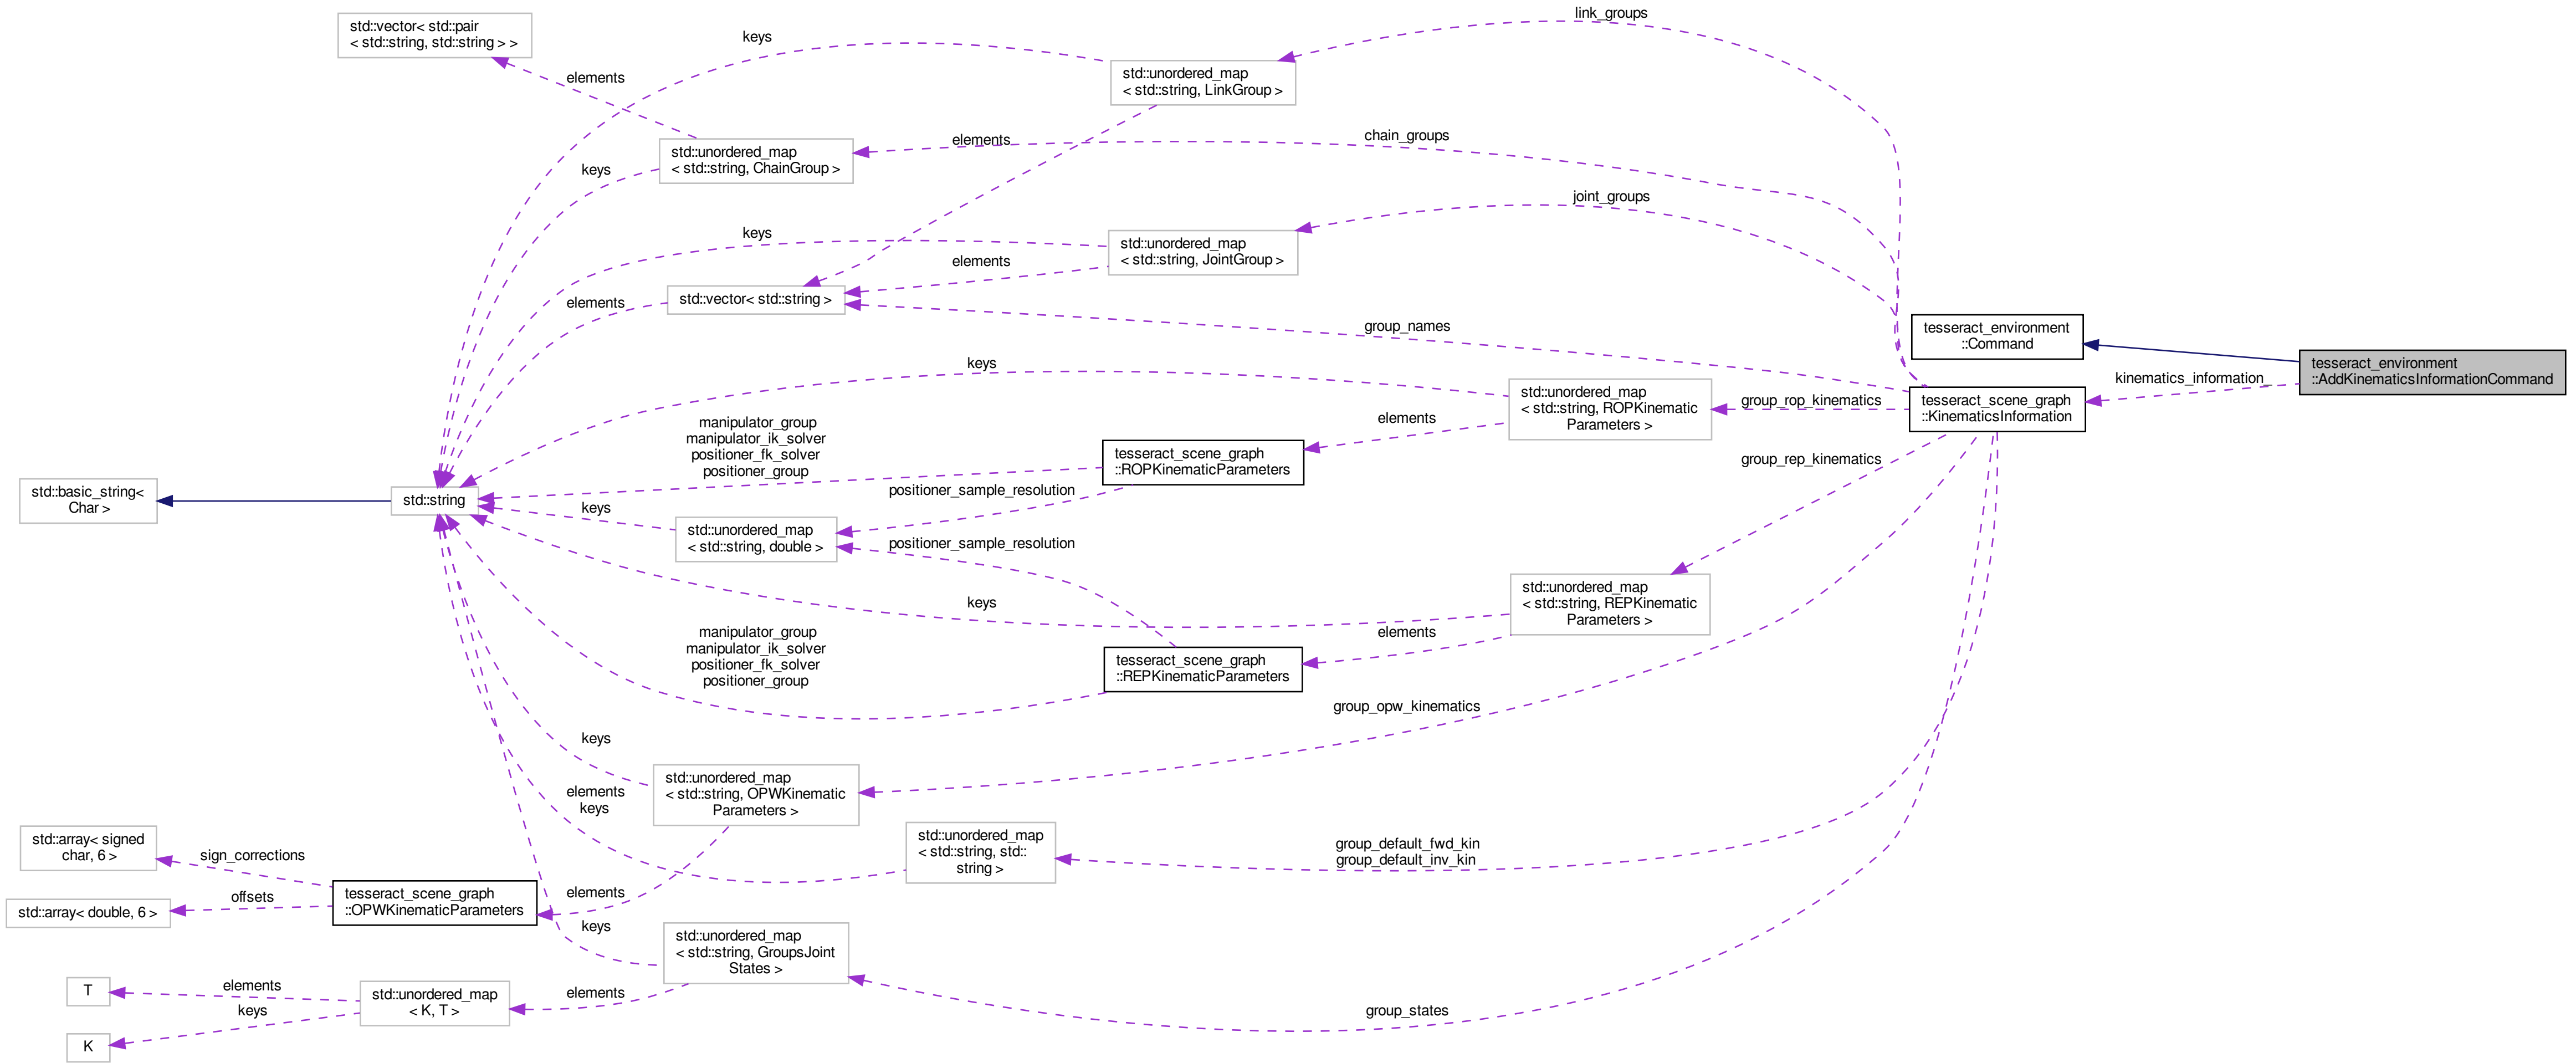 std::vector< std::pair
< std::string, std::string > >
elements
keys
link_groups
std::unordered_map
< std::string, LinkGroup >
std::unordered_map
< std::string, ChainGroup >
keys
elements
chain_groups
joint_groups
keys
std::unordered_map
< std::string, JointGroup >
elements
std::vector< std::string >
elements
group_names
tesseract_environment
::Command
tesseract_environment
::AddKinematicsInformationCommand
kinematics_information_
tesseract_scene_graph
::KinematicsInformation
keys
std::unordered_map
< std::string, ROPKinematic
Parameters >
group_rop_kinematics
elements
manipulator_group
manipulator_ik_solver
positioner_fk_solver
positioner_group
tesseract_scene_graph
::ROPKinematicParameters
group_rep_kinematics
std::basic_string<
Char >
std::string
positioner_sample_resolution
keys
std::unordered_map
< std::string, double >
positioner_sample_resolution
keys
std::unordered_map
< std::string, REPKinematic
Parameters >
elements
manipulator_group
manipulator_ik_solver
positioner_fk_solver
positioner_group
tesseract_scene_graph
::REPKinematicParameters
group_opw_kinematics
keys
std::unordered_map
< std::string, OPWKinematic
Parameters >
elements
keys
std::unordered_map
< std::string, std::
string >
group_default_fwd_kin
group_default_inv_kin
std::array< signed
char, 6 >
sign_corrections
offsets
std::array< double, 6 >
tesseract_scene_graph
::OPWKinematicParameters
elements
keys
std::unordered_map
< std::string, GroupsJoint
States >
T
elements
keys
K
std::unordered_map
< K, T >
elements
group_states